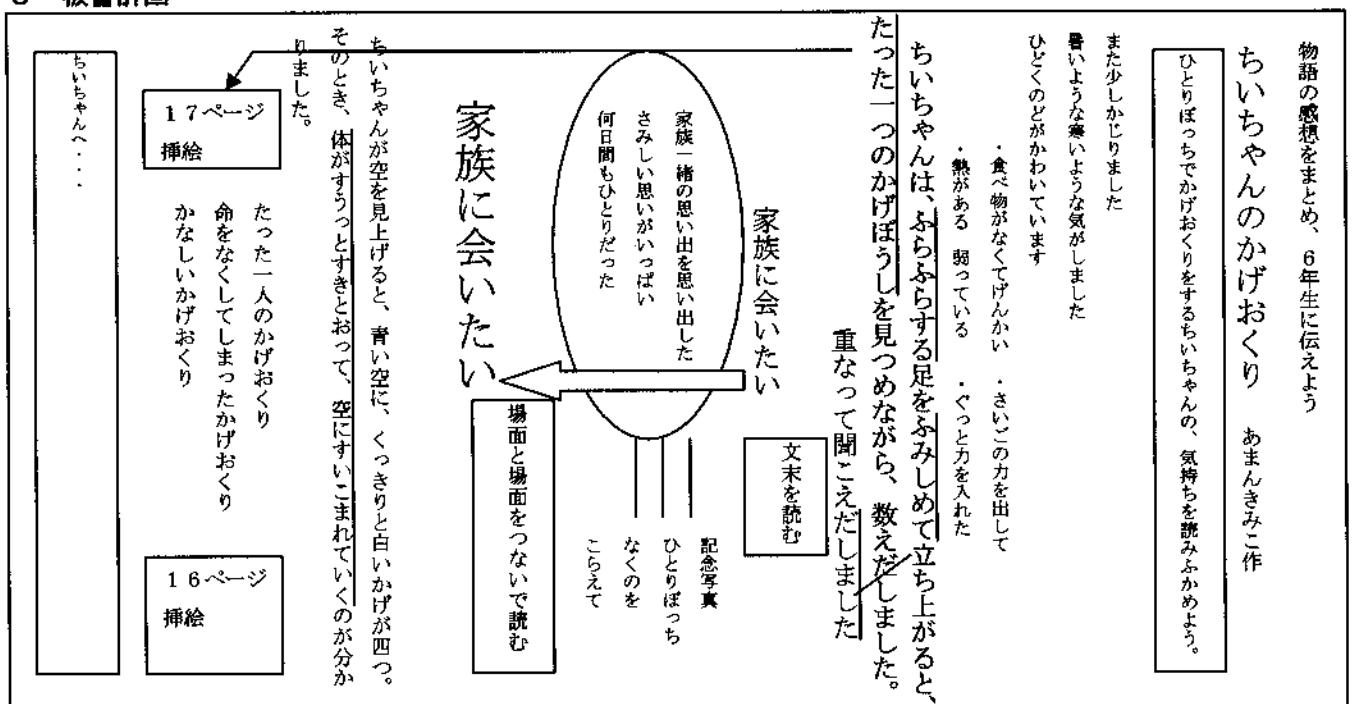 板書計画
物語の感想をまとめ、6年生に伝えよう
ちいちゃんのかげおくり　あまんきみこ作
ひとりぼっちでかげおくりをするちいちゃんの、気持ちを読みふかめよう。
また少しかじりました
暑いような寒いような気がしました
ひどくのどがかわいています
・食べ物がなくてげんかい　・さいごの力を出して
・熱がある　弱っている　・ぐっと力を入れた
ちいちゃんは、ふらふらする足をふみしめて立ち上がると、
たった一つのかげぼうしを見つめながら、数えだしました。
重なって聞こえだしました
家族に会いたい
文末を読む
家族一緒の思い出を思い出した
さみしい思いがいっぱい
何日間もひとりだった
記念写真
ひとりぼっち
なくのを
こらえて
家族に会いたい
場面と場面をつないで読む
ちいちゃんが空を見上げると、青い空に、くっきりと白いかげが四つ。
そのとき、体がすうっとすきとおって、空にすいこまれていくのが分か
りました。
17ページ
挿絵
たった一人のかげおくり
命をなくしてしまったかげおくり
かなしいかげおくり
16ページ
挿絵
ちいちゃんへ・・・